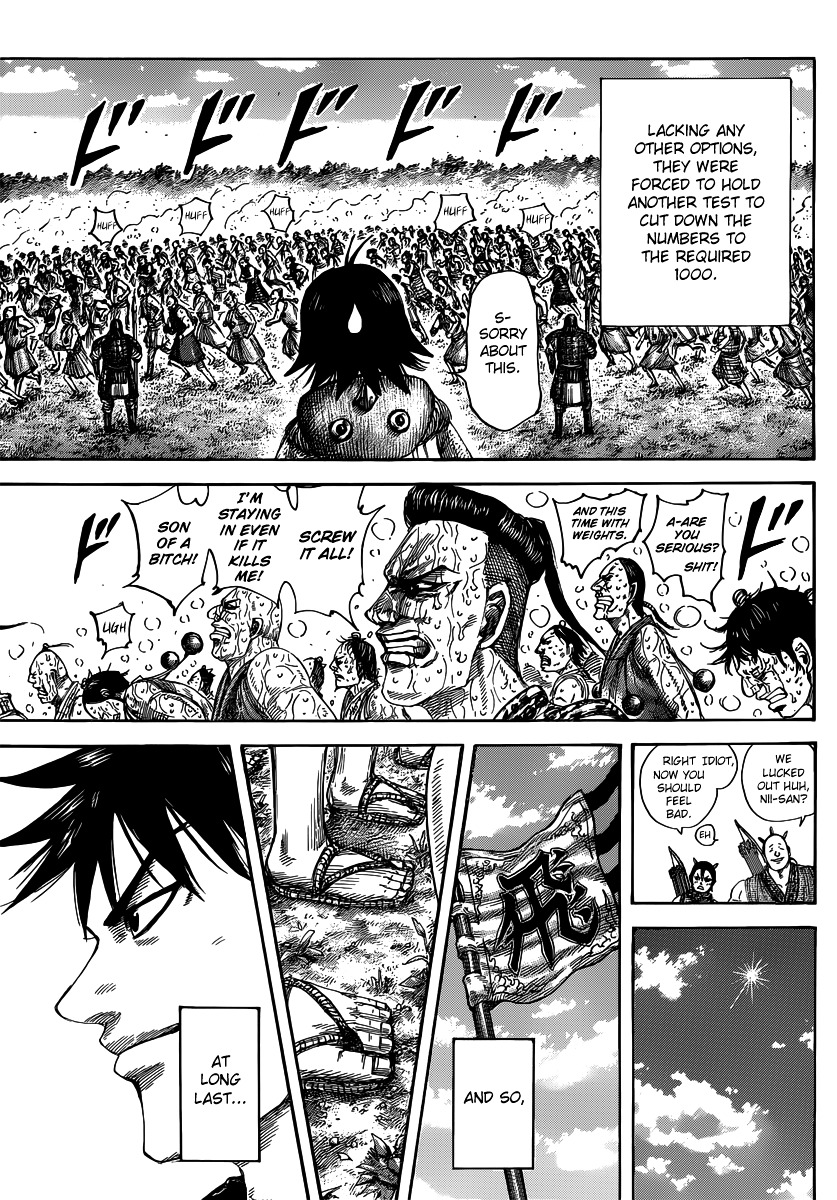 LACKING ANY
OTHER OPTIONS,
THEY WERE
FORCED TO HOLD
ANOTHER TEST TO
CUT DOWN THE
NUMBERS TO
THE REQUIRED
1000.
ド
ド
ド
ド
ド
HUFF
HUFF
HUFF
HUFF
HUFF
S-
SORRY
ABOUT
THIS.
ド
A-ARE
YOU
SERIOUS?
SHIT!
AND THIS
TIME WITH
WEIGHTS.
SCREW
IT ALL!
I'M
STAYING
IN EVEN
IF IT
KILLS
ME!
SON
OF A
BITCH!
UGH
ド
WE
LUCKED
OUT HUH,
NII-SAN?
RIGHT IDIOT,
NOW YOU
SHOULD
FEEL
BAD.
EH
飛
AND SO,
AT
LONG
LAST...